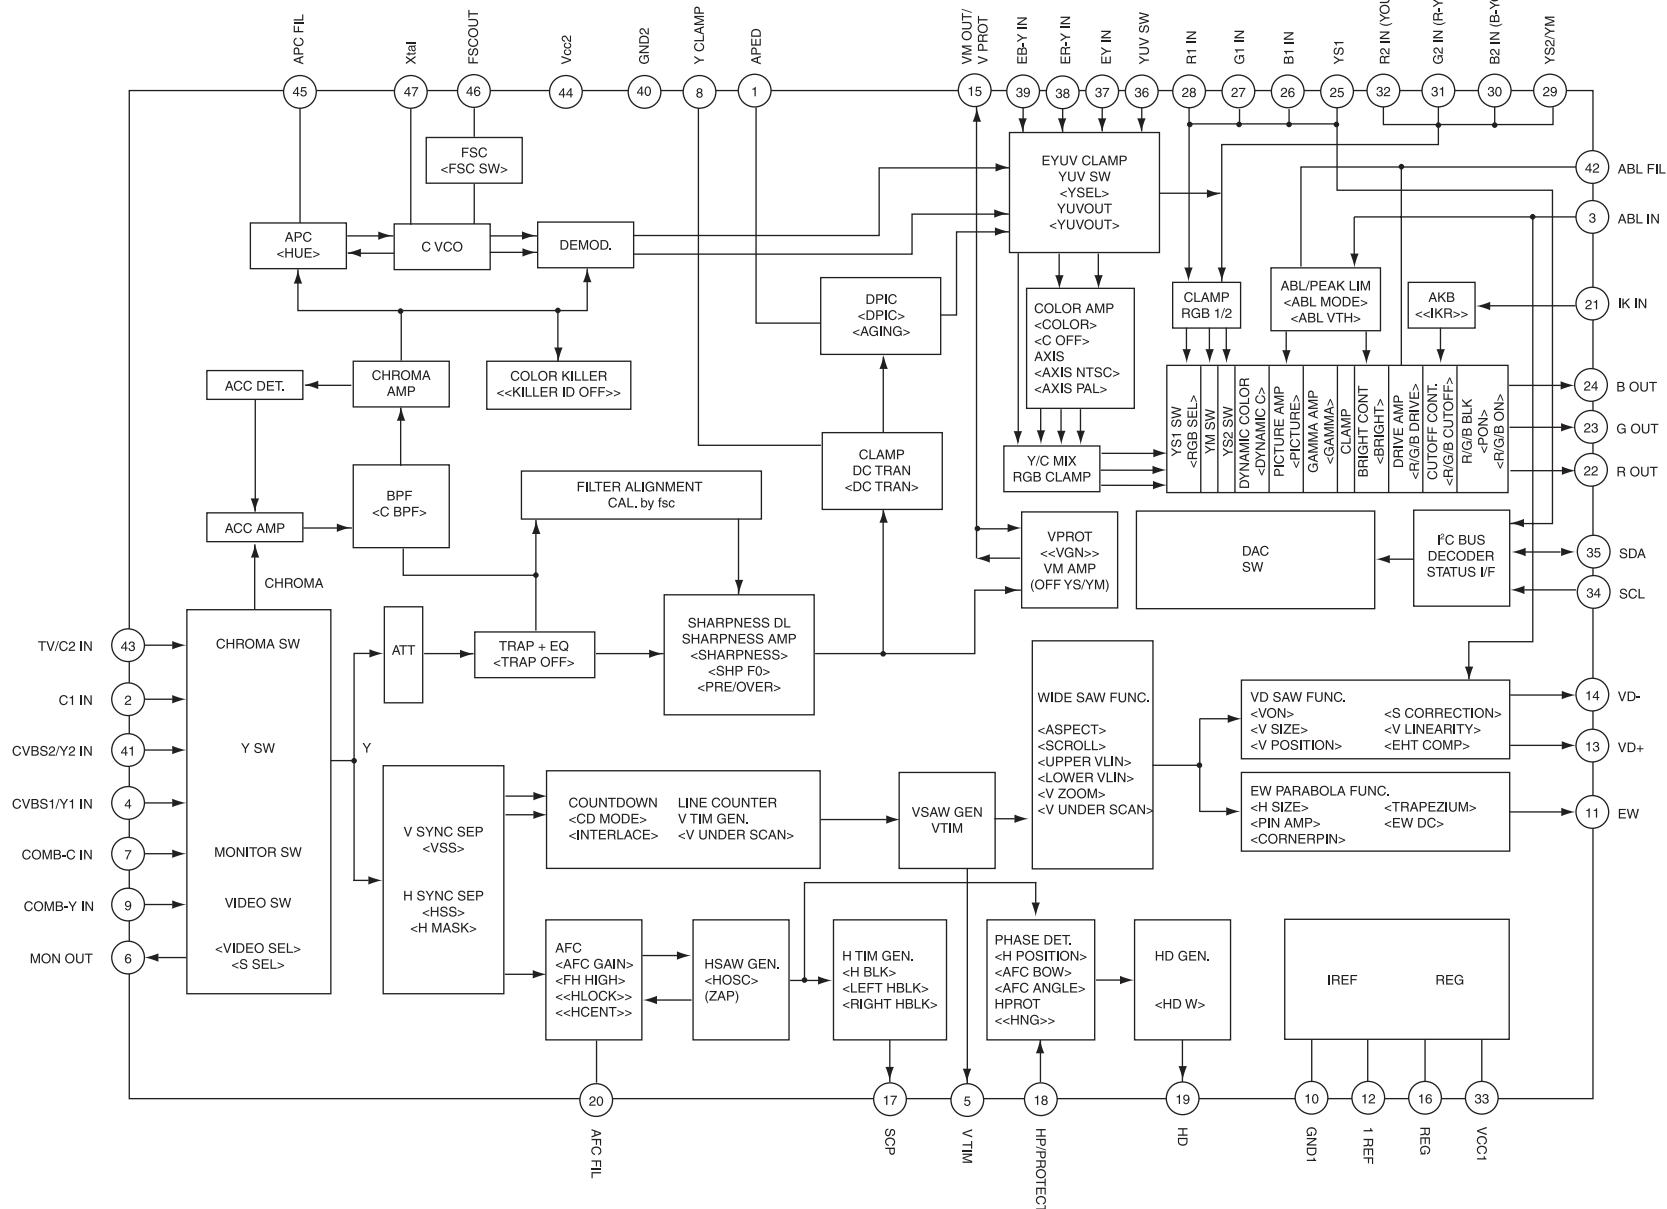 APC FIL
Xtal
FSCOUT
Vcc2
GND2
Y CLAMP
APED
VM OUT/
V PROT
EB-Y IN
ER-Y IN
EY IN
YUV SW
R1 IN
G1 IN
B1 IN
YS1
R2 IN
G2 IN
B2 IN
YS2/YM
45
47
46
44
40
8
1
15
39
38
37
36
28
27
26
25
32
31
30
29
FSC
<FSC SW>
APC
<HUE>
C VCO
DEMOD.
EYUV CLAMP
YUV SW
<YSEL>
YUVOUT
<YUVOUT>
42
ABL FIL
3
ABL IN
21
IK IN
24
B OUT
23
G OUT
22
R OUT
35
SDA
34
SCL
14
VD-
13
VD+
11
EW
DPIC
<DPIC>
<AGING>
COLOR AMP
<COLOR>
<C OFF>
AXIS
<AXIS NTSC>
<AXIS PAL>
CLAMP
RGB 1/2
ABL/PEAK LIM
<ABL MODE>
<ABL VTH>
AKB
<<IKR>>
ACC DET.
CHROMA
AMP
COLOR KILLER
<<KILLER ID OFF>>
YS1 SW
<RGB SEL>
YM SW
YS2 SW
DYNAMIC COLOR
<DYNAMIC C>
PICTURE AMP
<PICTURE>
GAMMA AMP
<GAMMA>
CLAMP
BRIGHT CONT
<BRIGHT>
DRIVE AMP
<R/G/B DRIVE>
CUTOFF CONT.
<R/G/B CUTOFF>
R/G/B BLK
<PON>
<R/G/B ON>
CLAMP
DC TRAN
<DC TRAN>
Y/C MIX
RGB CLAMP
ACC AMP
BPF
<C BPF>
FILTER ALIGNMENT
CAL. by fsc
VPROT
<<VGN>>
VM AMP
(OFF YS/YM)
DAC
SW
I²C BUS
DECODER
STATUS I/F
CHROMA
TV/C2 IN
43
C1 IN
2
CVBS2/Y2 IN
41
CVBS1/Y1 IN
4
COMB-C IN
7
COMB-Y IN
9
MON OUT
6
CHROMA SW
Y SW
MONITOR SW
VIDEO SW
<VIDEO SEL>
<S SEL>
Y
ATT
TRAP + EQ
<TRAP OFF>
SHARPNESS DL
SHARPNESS AMP
<SHARPNESS>
<SHP F0>
<PRE/OVER>
WIDE SAW FUNC.
<ASPECT>
<SCROLL>
<UPPER VLIN>
<LOWER VLIN>
<V ZOOM>
<V UNDER SCAN>
VD SAW FUNC.
<VON>
<V SIZE>
<V POSITION>
<S CORRECTION>
<V LINEARITY>
<EHT COMP>
EW PARABOLA FUNC.
<H SIZE>
<PIN AMP>
<CORNERPIN>
<TRAPEZIUM>
<EW DC>
V SYNC SEP
<VSS>
H SYNC SEP
<HSS>
<H MASK>
COUNTDOWN
<CD MODE>
<INTERLACE>
LINE COUNTER
V TIM GEN.
<V UNDER SCAN>
VSAW GEN
VTIM
AFC
<AFC GAIN>
<FH HIGH>
<<HLOCK>>
<<HCENT>>
HSAW GEN.
<HOSC>
(ZAP)
H TIM GEN.
<H BLK>
<LEFT HBLK>
<RIGHT HBLK>
PHASE DET.
<H POSITION>
<AFC BOW>
<AFC ANGLE>
HPROT
<<HNG>>
HD GEN.
<HD W>
IREF
REG
20
17
5
18
19
10
12
16
33
AFC FIL
SCP
V TIM
HP/PROTECT
HD
GND1
1 REF
REG
VCC1